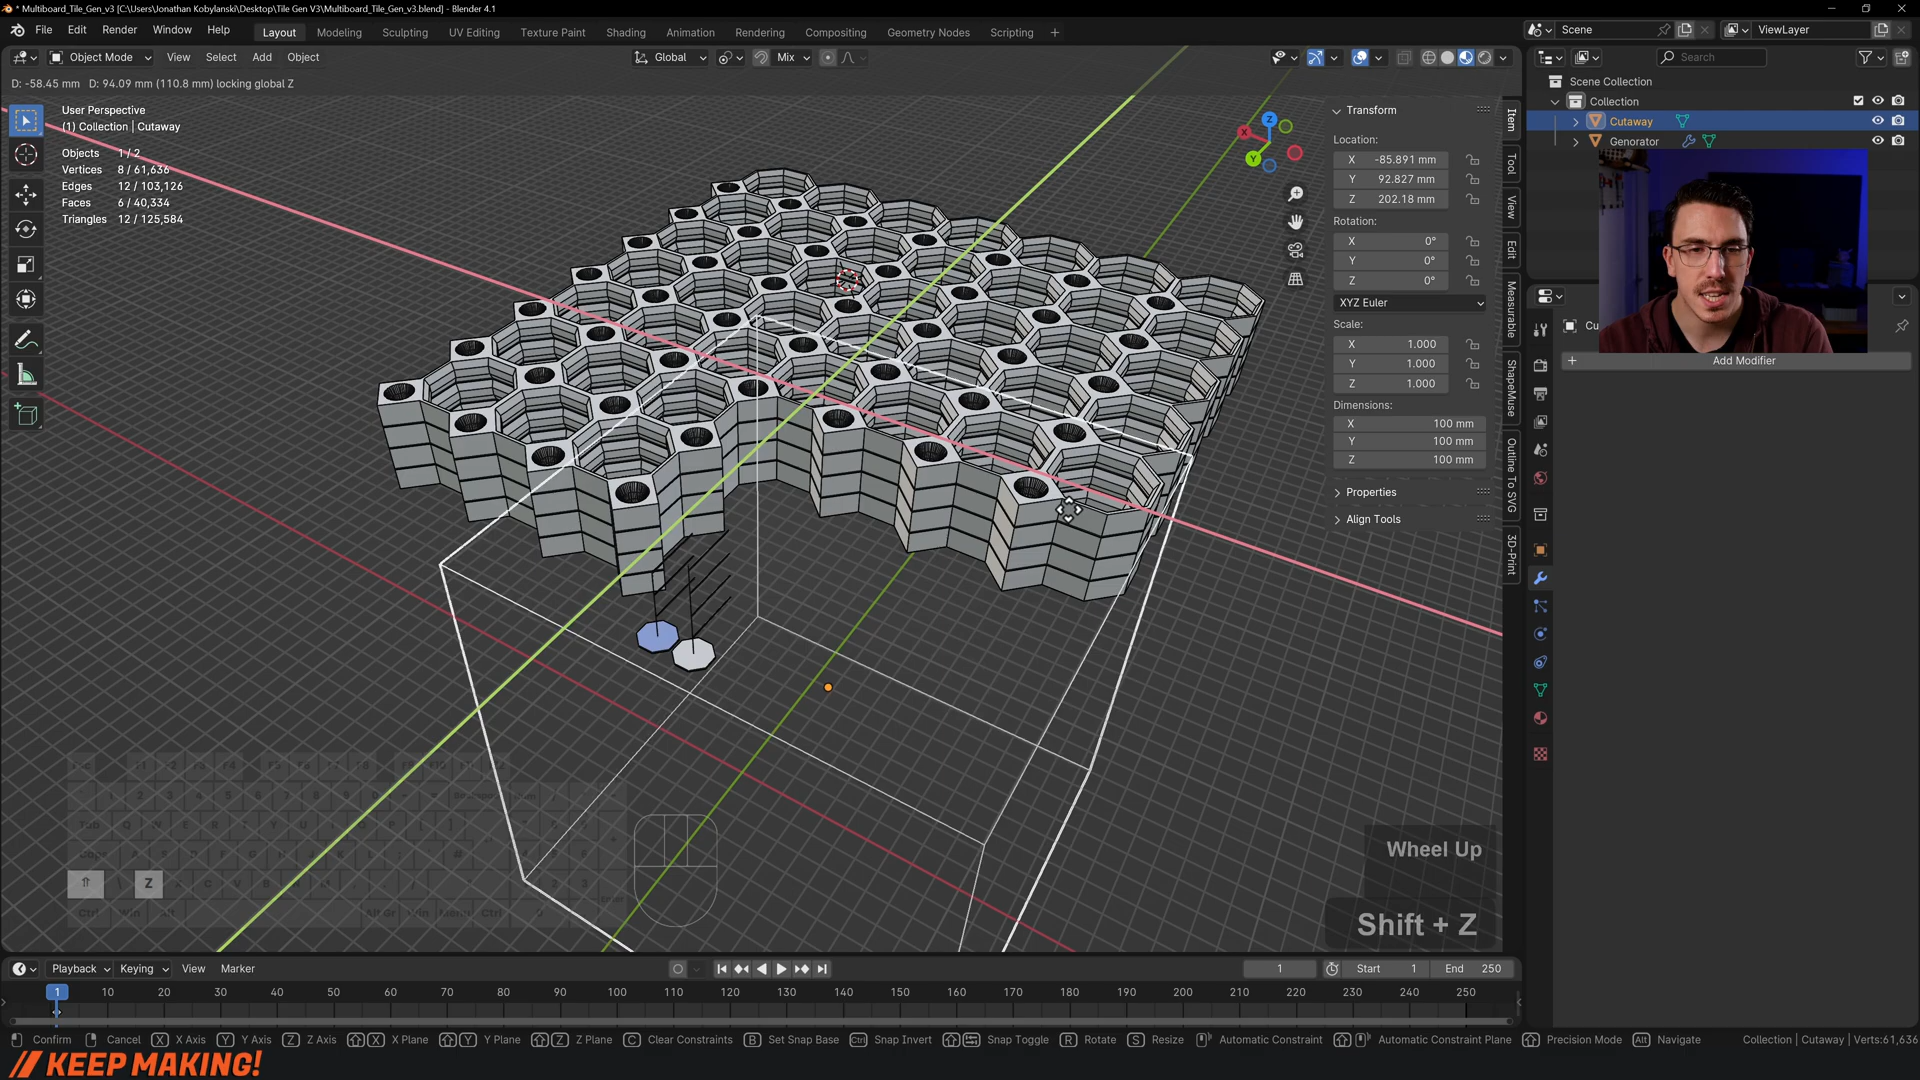 * Multiboard_Tile_Gen_v3 [C:\Users\Jonathan Kobylanski\Desktop\Tile Gen V3\Multiboard_Tile_Gen_v3.blend] - Blender 4.1
File Edit Render Window Help Layout Modeling Sculpting UV Editing Texture Paint Shading Animation Rendering Compositing Geometry Nodes Scripting + Scene ViewLayer
Object Mode View Select Add Object Global Mix Search
D: -58.45 mm D: 94.09 mm (110.8 mm) locking global Z
Scene Collection
Collection
Cutaway
Genorator
User Perspective
(1) Collection | Cutaway
Objects 1 / 2
Vertices 8 / 61,636
Edges 12 / 103,126
Faces 6 / 40,334
Triangles 12 / 125,584
X
Y
Z
Transform
Location:
X -85.891 mm
Y 92.827 mm
Z 202.18 mm
Rotation:
X 0°
Y 0°
Z 0°
XYZ Euler
Scale:
X 1.000
Y 1.000
Z 1.000
Dimensions:
X 100 mm
Y 100 mm
Z 100 mm
Properties
Align Tools
Item
Tool
View
Edit
Measurable
ShapeMuse
Outline To SVG
3D-Print
Cu
+ Add Modifier
Z
Wheel Up
Shift + Z
Playback Keying View Marker 1 Start 1 End 250
1 10 20 30 40 50 60 70 80 90 100 110 120 130 140 150 160 170 180 190 200 210 220 230 240 250
Confirm Cancel X X Axis Y Y Axis Z Z Axis X X Plane Y Y Plane Z Z Plane C Clear Constraints B Set Snap Base Ctrl Snap Invert Snap Toggle R Rotate S Resize Automatic Constraint Automatic Constraint Plane Precision Mode Alt Navigate Collection | Cutaway | Verts:61,636
// KEEP MAKING!